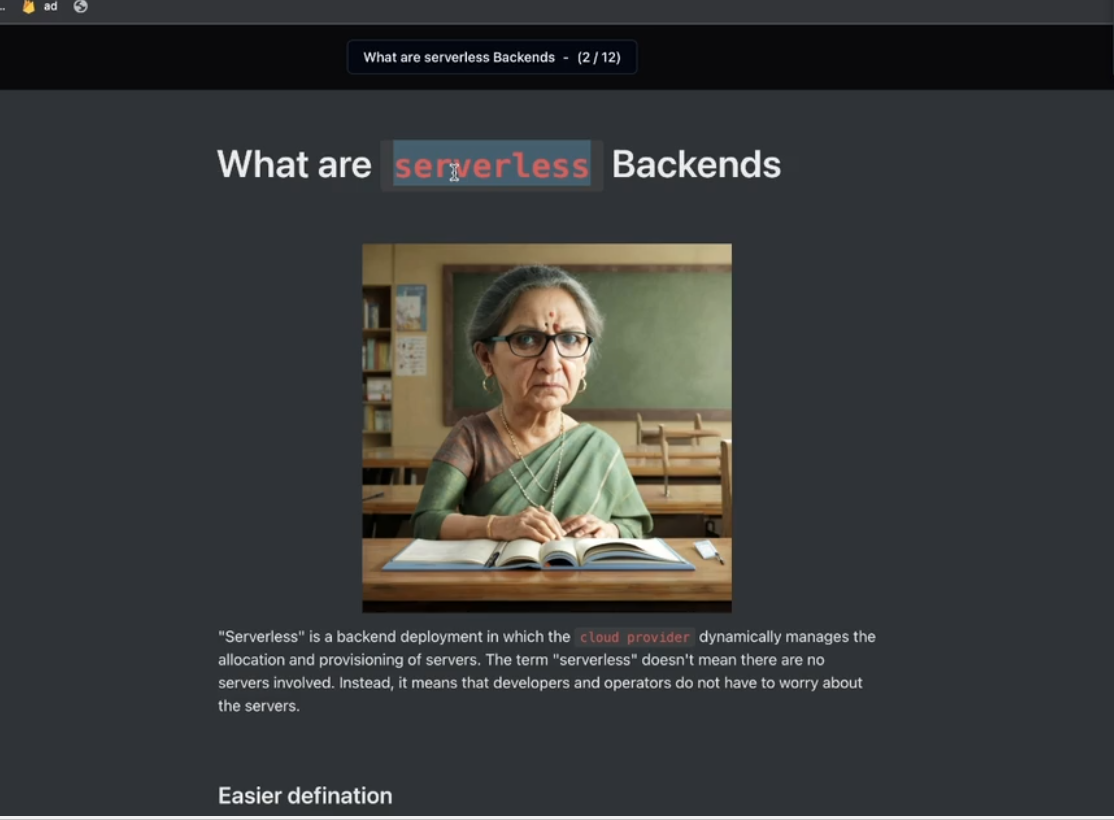 ad
What are serverless Backends - (2 / 12)
What are serverless Backends
"Serverless" is a backend deployment in which the cloud provider dynamically manages the
allocation and provisioning of servers. The term "serverless" doesn't mean there are no
servers involved. Instead, it means that developers and operators do not have to worry about
the servers.
Easier defination